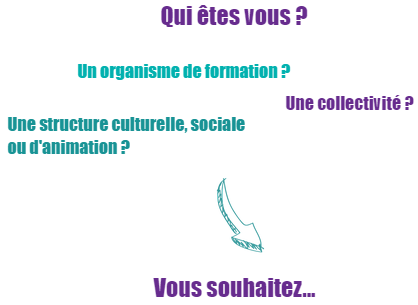 Qui êtes vous ?
Un organisme de formation ?
Une collectivité ?
Une structure culturelle, sociale
ou d'animation ?
Vous souhaitez...